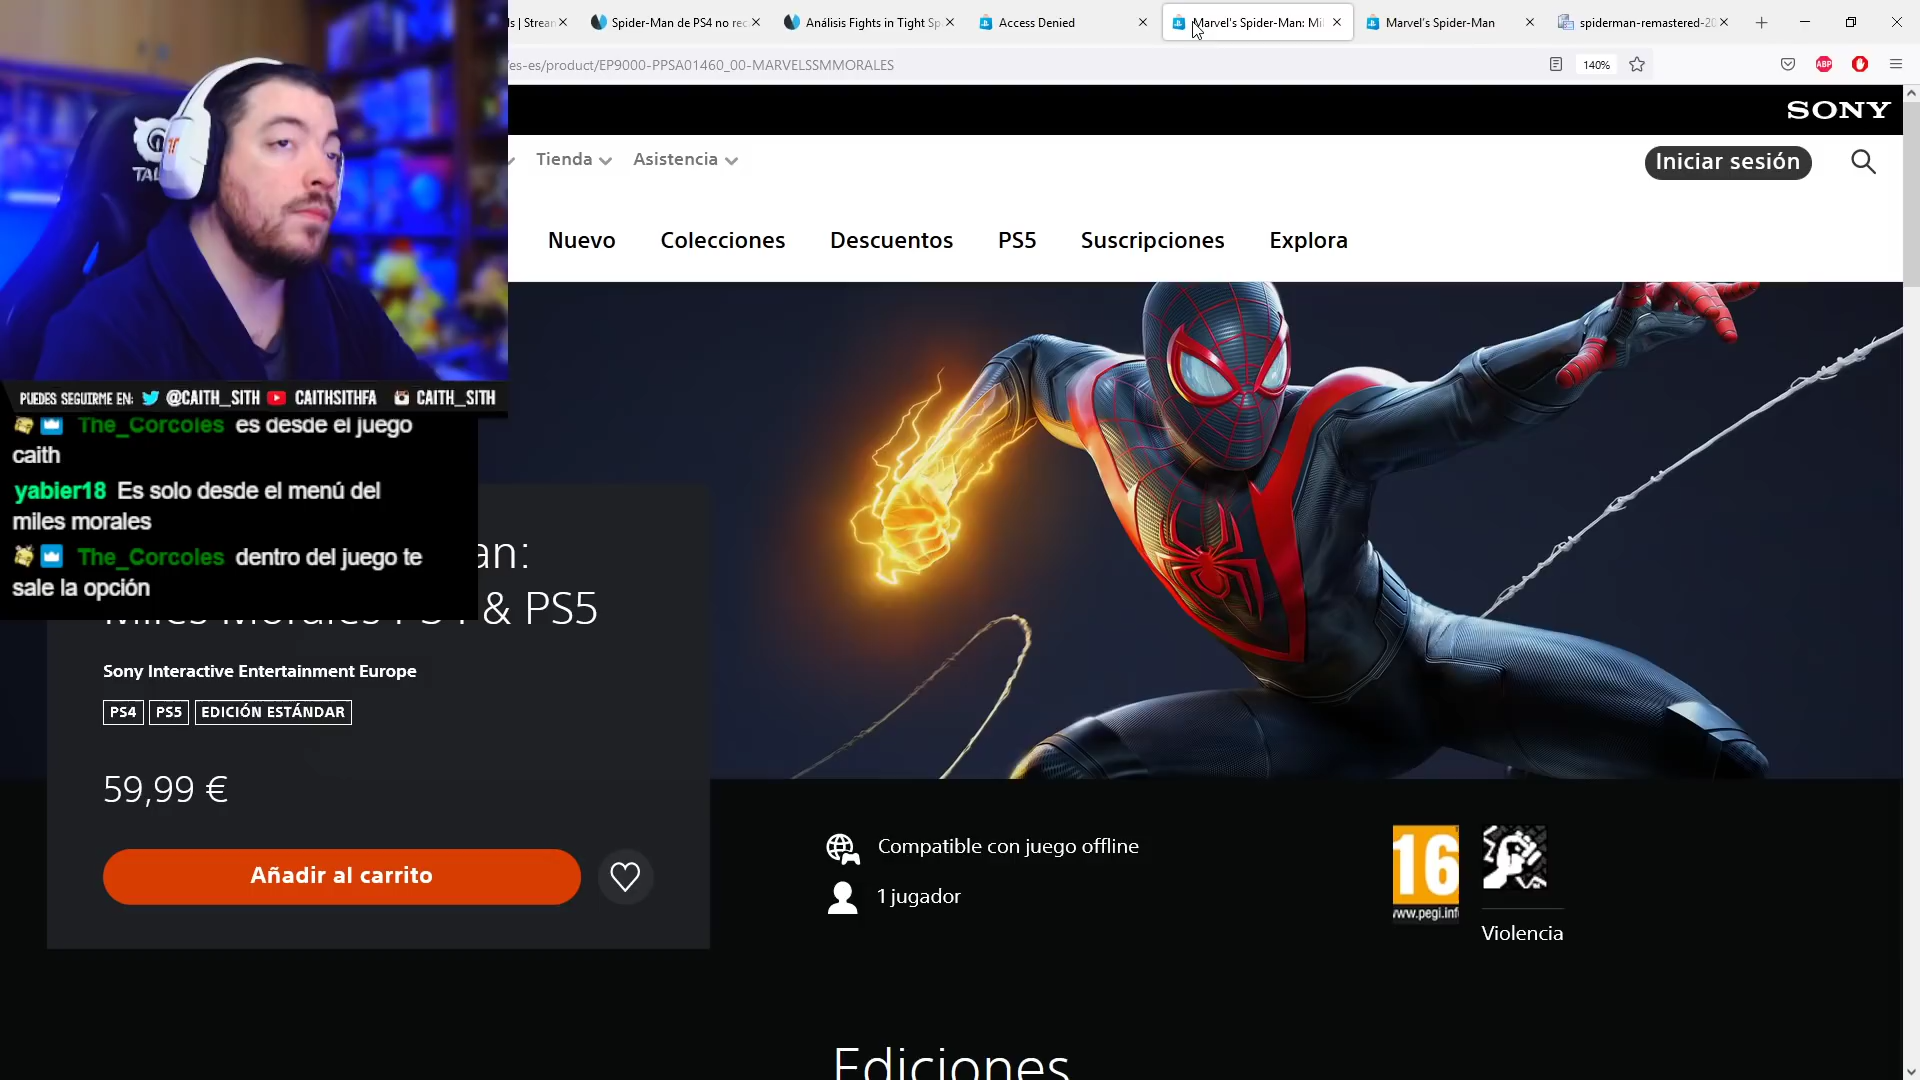 ls | Strean
Spider-Man de PS4 no rec
Análisis Fights in Tight Sp
Access Denied
Marvel's Spider-Man: Mi
Marvel's Spider-Man
spiderman-remastered-20
/es-es/product/EP9000-PPSA01460_00-MARVELSSMMORALES
140%
ABP
SONY
Tienda
Asistencia
Iniciar sesión
Nuevo
Colecciones
Descuentos
PS5
Suscripciones
Explora
PUEDES SEGUIRME EN: @CAITH_SITH CAITHSITHFA CAITH_SITH
The_Corcoles es desde el juego
caith
yabier18 Es solo desde el menú del
miles morales
The_Corcoles dentro del juego te
sale la opción
an:
& PS5
Sony Interactive Entertainment Europe
PS4 PS5 EDICIÓN ESTÁNDAR
59,99 €
Añadir al carrito
Compatible con juego offline
1 jugador
16
www.pegi.inf
Violencia
Ediciones